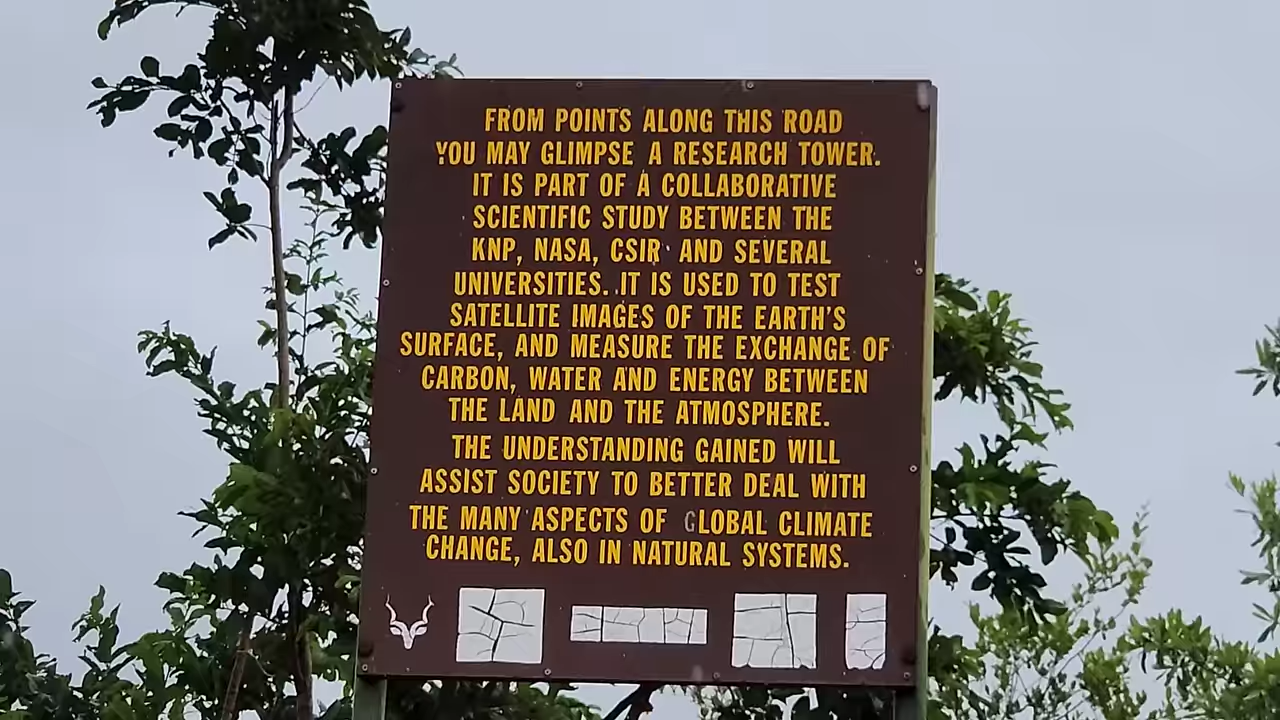 FROM POINTS ALONG THIS ROAD
YOU MAY GLIMPSE A RESEARCH TOWER.
IT IS PART OF A COLLABORATIVE
SCIENTIFIC STUDY BETWEEN THE
KNP, NASA, CSIR AND SEVERAL
UNIVERSITIES. IT IS USED TO TEST
SATELLITE IMAGES OF THE EARTH'S
SURFACE, AND MEASURE THE EXCHANGE OF
CARBON, WATER AND ENERGY BETWEEN
THE LAND AND THE ATMOSPHERE.
THE UNDERSTANDING GAINED WILL
ASSIST SOCIETY TO BETTER DEAL WITH
THE MANY ASPECTS OF GLOBAL CLIMATE
CHANGE, ALSO IN NATURAL SYSTEMS.